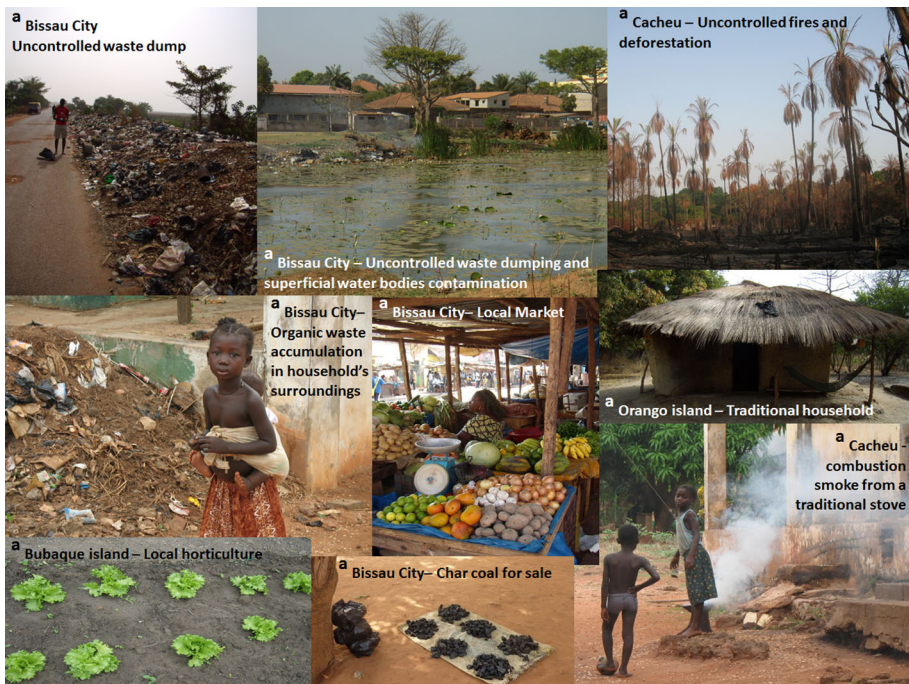 a Bissau City
Uncontrolled waste dump
a Bissau City – Uncontrolled waste dumping and
superficial water bodies contamination
a Cacheu – Uncontrolled fires and
deforestation
a Bissau City–
Organic waste
accumulation
in household's
surroundings
a Bissau City– Local Market
a Orango island – Traditional household
a Cacheu -
combustion
smoke from a
traditional stove
a Bubaque island – Local horticulture
a Bissau City– Char coal for sale